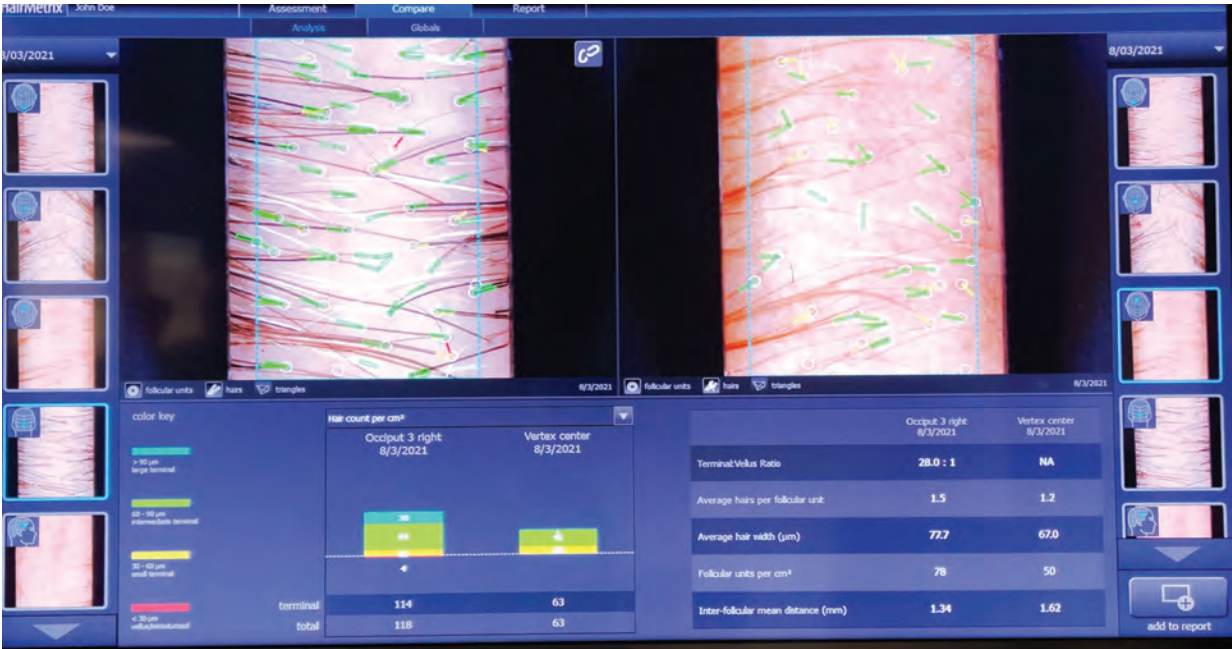 HairMetrix John Doe Assessment Compare Report
Analysis Globals
8/03/2021
8/03/2021
follicular units hairs triangles 8/3/2021
follicular units hairs triangles 8/3/2021
color key
> 90 µm
large terminal
60 - 90 µm
intermediate terminal
30 - 60 µm
small terminal
< 30 µm
vellus/miniaturized
Hair count per cm²
Occiput 3 right
8/3/2021
Vertex center
8/3/2021
4
terminal 114 63
total 118 63
Occiput 3 right
8/3/2021
Vertex center
8/3/2021
Terminal:Vellus Ratio 28.0 : 1 NA
Average hairs per follicular unit 1.5 1.2
Average hair width (µm) 77.7 67.0
Follicular units per cm² 78 50
Inter-follicular mean distance (mm) 1.34 1.62
add to report